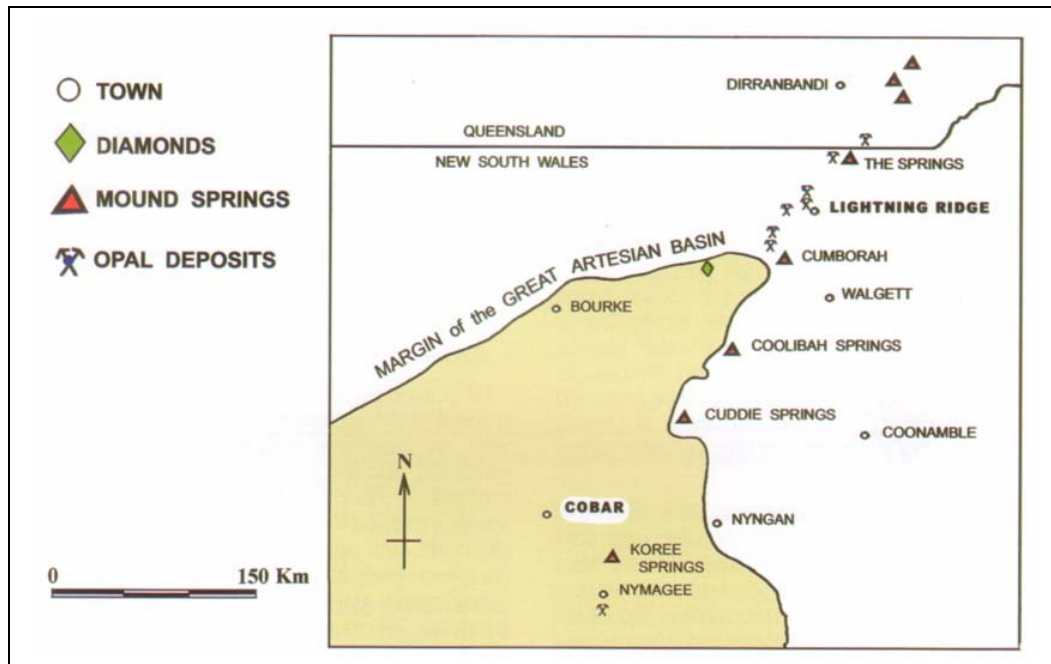 TOWN
DIAMONDS
MOUND SPRINGS
OPAL DEPOSITS
0 150 Km
DIRRANBANDI
QUEENSLAND
NEW SOUTH WALES
THE SPRINGS
LIGHTNING RIDGE
MARGIN of the GREAT ARTESIAN BASIN
CUMBORAH
WALGETT
BOURKE
COOLIBAH SPRINGS
CUDDIE SPRINGS
COONAMBLE
N
COBAR
NYNGAN
KOREE
SPRINGS
NYMAGEE